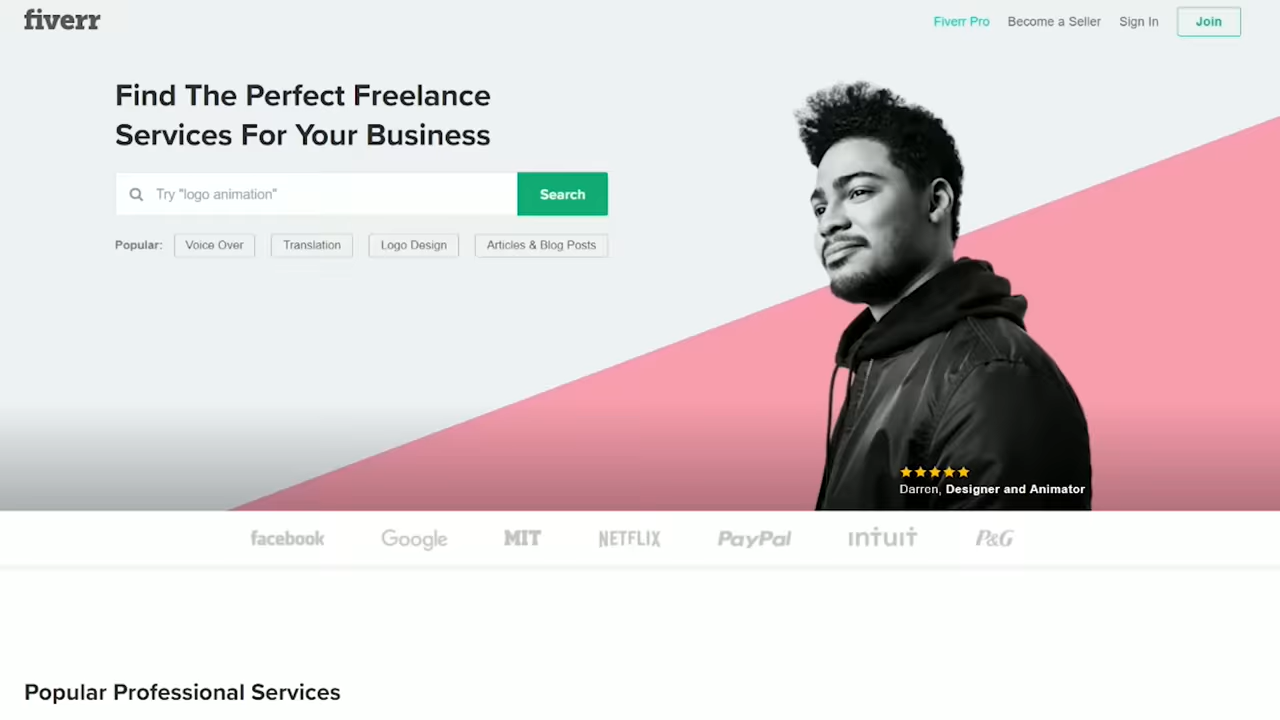 fiverr
Fiverr Pro Become a Seller Sign In Join
Find The Perfect Freelance
Services For Your Business
Try "logo animation" Search
Popular: Voice Over Translation Logo Design Articles & Blog Posts
Darren, Designer and Animator
facebook Google MIT NETFLIX PayPal intuit P&G
Popular Professional Services